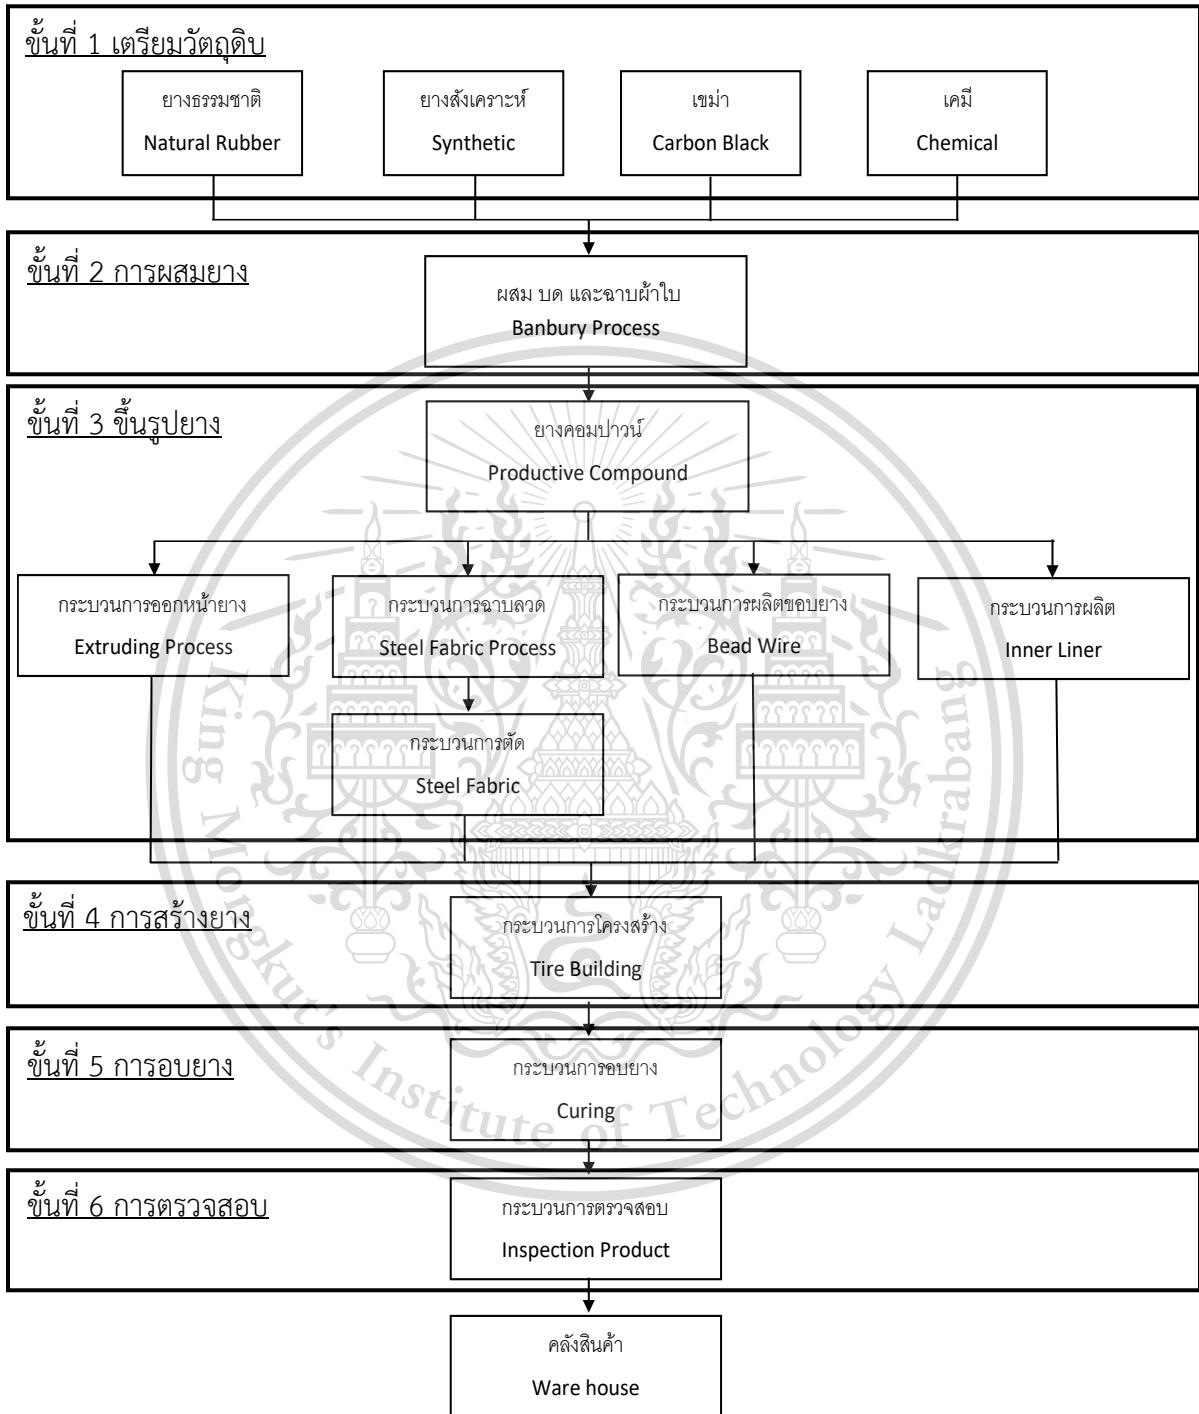 ขั้นที่ 1 เตรียมวัตถุดิบ
ยางธรรมชาติ
Natural Rubber
ยางสังเคราะห์
Synthetic
เขม่า
Carbon Black
เคมี
Chemical
ขั้นที่ 2 การผสมยาง
ผสม บด และฉาบผ้าใบ
Banbury Process
ขั้นที่ 3 ขึ้นรูปยาง
ยางคอมปาวน์
Productive Compound
กระบวนการออกหน้ายาง
Extruding Process
กระบวนการฉาบลวด
Steel Fabric Process
กระบวนการผลิตขอบยาง
Bead Wire
กระบวนการผลิต
Inner Liner
กระบวนการตัด
Steel Fabric
ขั้นที่ 4 การสร้างยาง
กระบวนการโครงสร้าง
Tire Building
ขั้นที่ 5 การอบยาง
กระบวนการอบยาง
Curing
ขั้นที่ 6 การตรวจสอบ
กระบวนการตรวจสอบ
Inspection Product
คลังสินค้า
Ware house
King Mongkut's Institute of Technology Ladkrabang